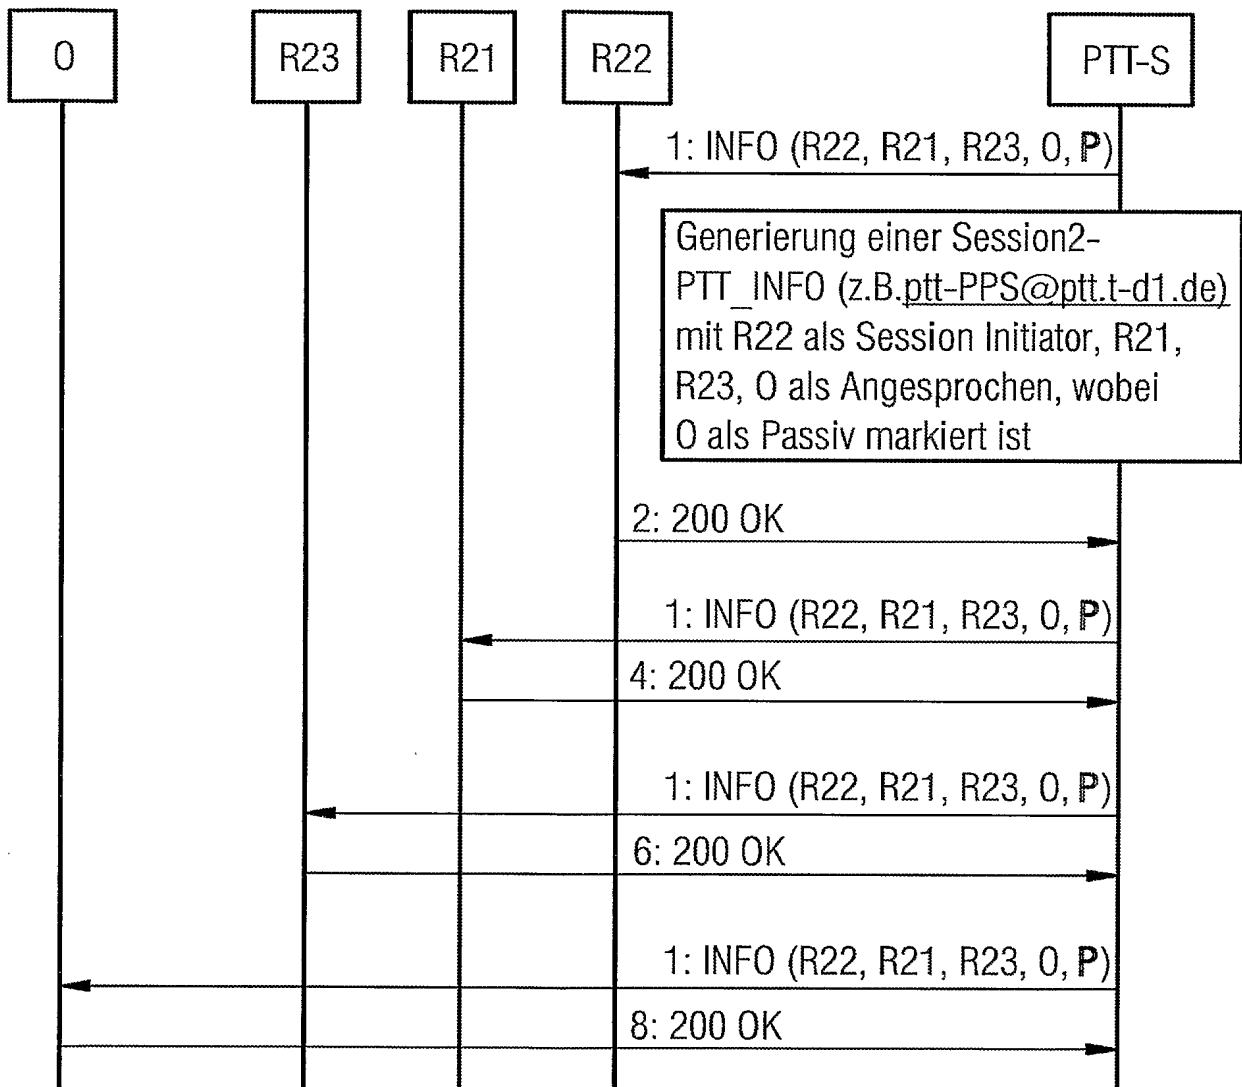 O
R23
R21
R22
PTT-S
1: INFO (R22, R21, R23, O, P)
Generierung einer Session2-
PTT_INFO (z.B.ptt-PPS@ptt.t-d1.de)
mit R22 als Session Initiator, R21,
R23, O als Angesprochen, wobei
O als Passiv markiert ist
2: 200 OK
1: INFO (R22, R21, R23, O, P)
4: 200 OK
1: INFO (R22, R21, R23, O, P)
6: 200 OK
1: INFO (R22, R21, R23, O, P)
8: 200 OK